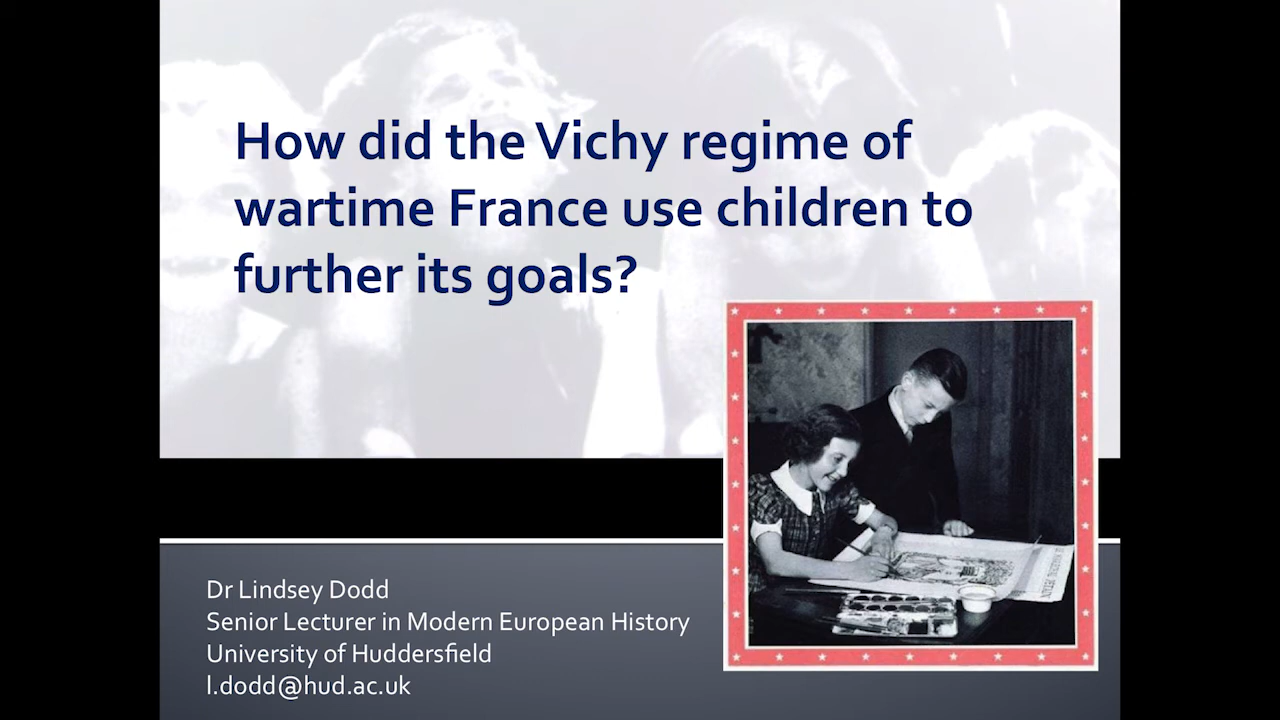 How did the Vichy regime of
wartime France use children to
further its goals?
Dr Lindsey Dodd
Senior Lecturer in Modern European History
University of Huddersfield
l.dodd@hud.ac.uk